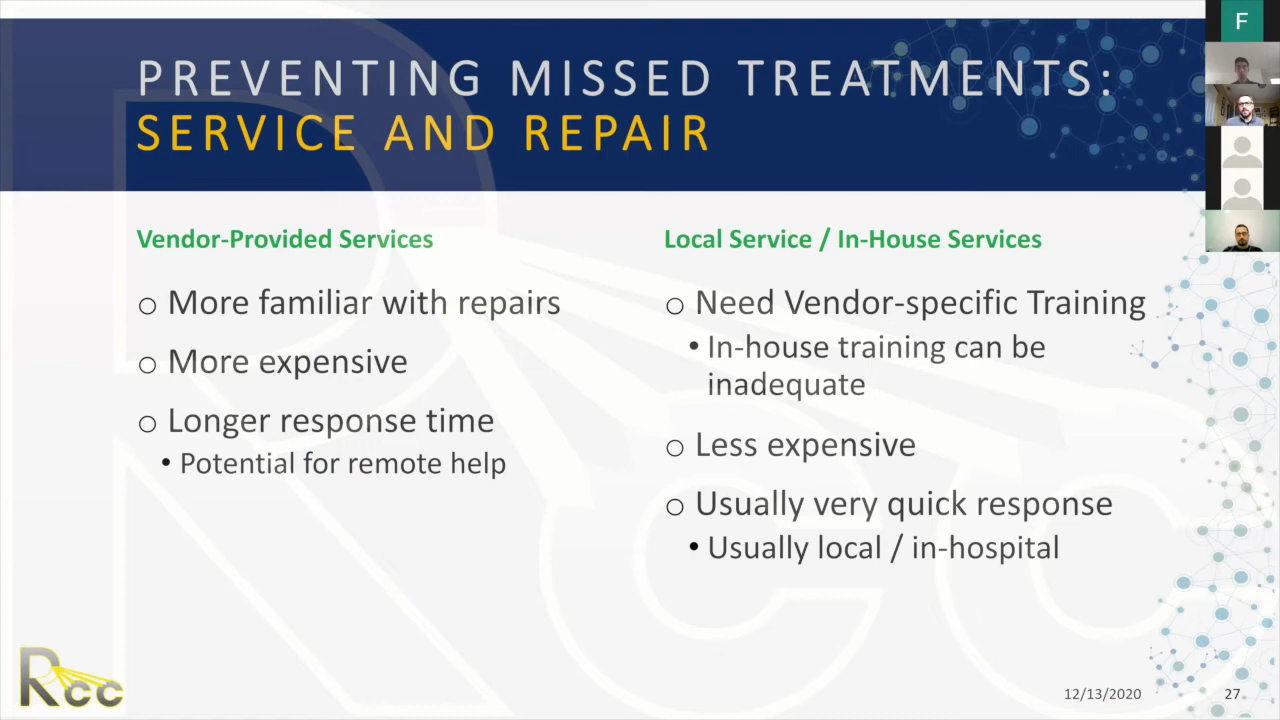 PREVENTING MISSED TREATMENTS:
SERVICE AND REPAIR
F
Vendor-Provided Services
o More familiar with repairs
o More expensive
o Longer response time
• Potential for remote help
Local Service / In-House Services
o Need Vendor-specific Training
• In-house training can be
inadequate
o Less expensive
o Usually very quick response
• Usually local / in-hospital
Rcc
12/13/2020
27